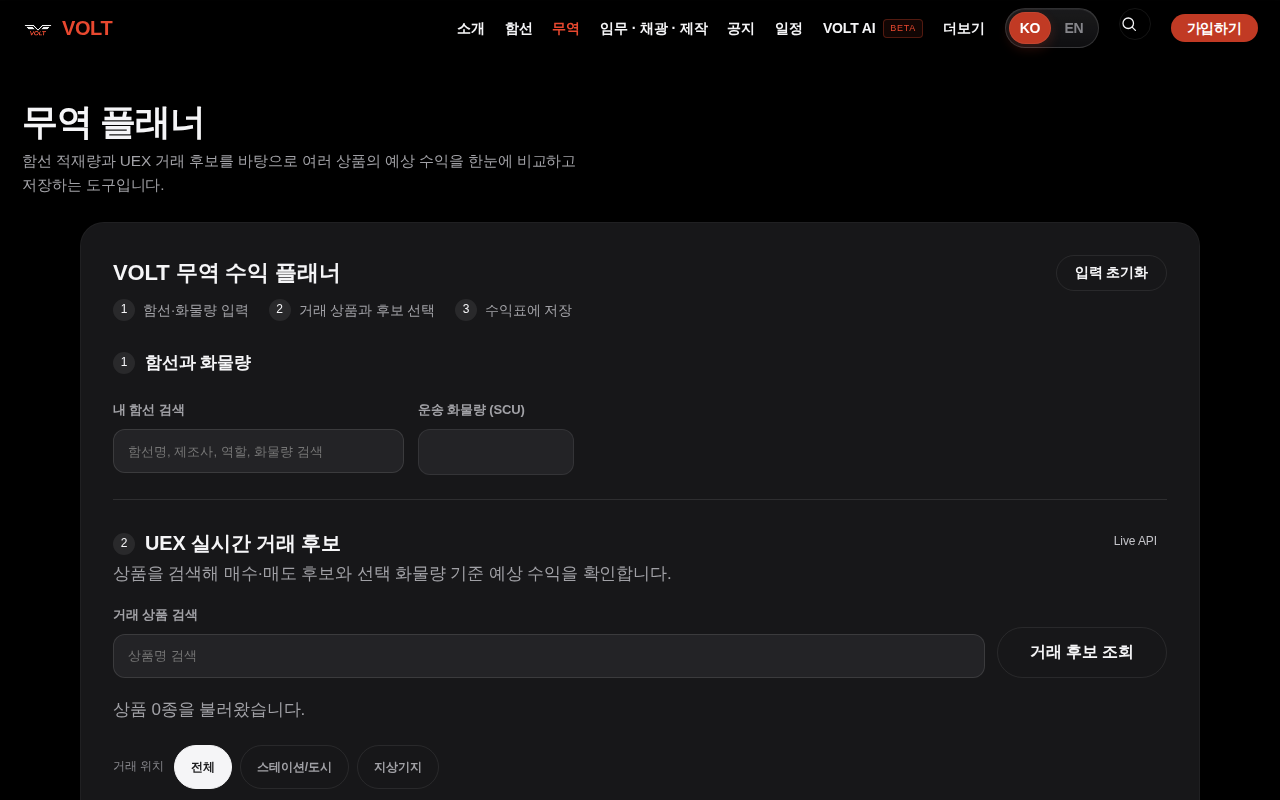 VOLT
VOLT
소개
함선
무역
임무 · 채광 · 제작
공지
일정
VOLT AI BETA
더보기
KO
EN
가입하기
무역 플래너
함선 적재량과 UEX 거래 후보를 바탕으로 여러 상품의 예상 수익을 한눈에 비교하고
저장하는 도구입니다.
VOLT 무역 수익 플래너
입력 초기화
1 함선·화물량 입력
2 거래 상품과 후보 선택
3 수익표에 저장
1 함선과 화물량
내 함선 검색
운송 화물량 (SCU)
함선명, 제조사, 역할, 화물량 검색
2 UEX 실시간 거래 후보
Live API
상품을 검색해 매수·매도 후보와 선택 화물량 기준 예상 수익을 확인합니다.
거래 상품 검색
상품명 검색
거래 후보 조회
상품 0종을 불러왔습니다.
거래 위치
전체
스테이션/도시
지상기지